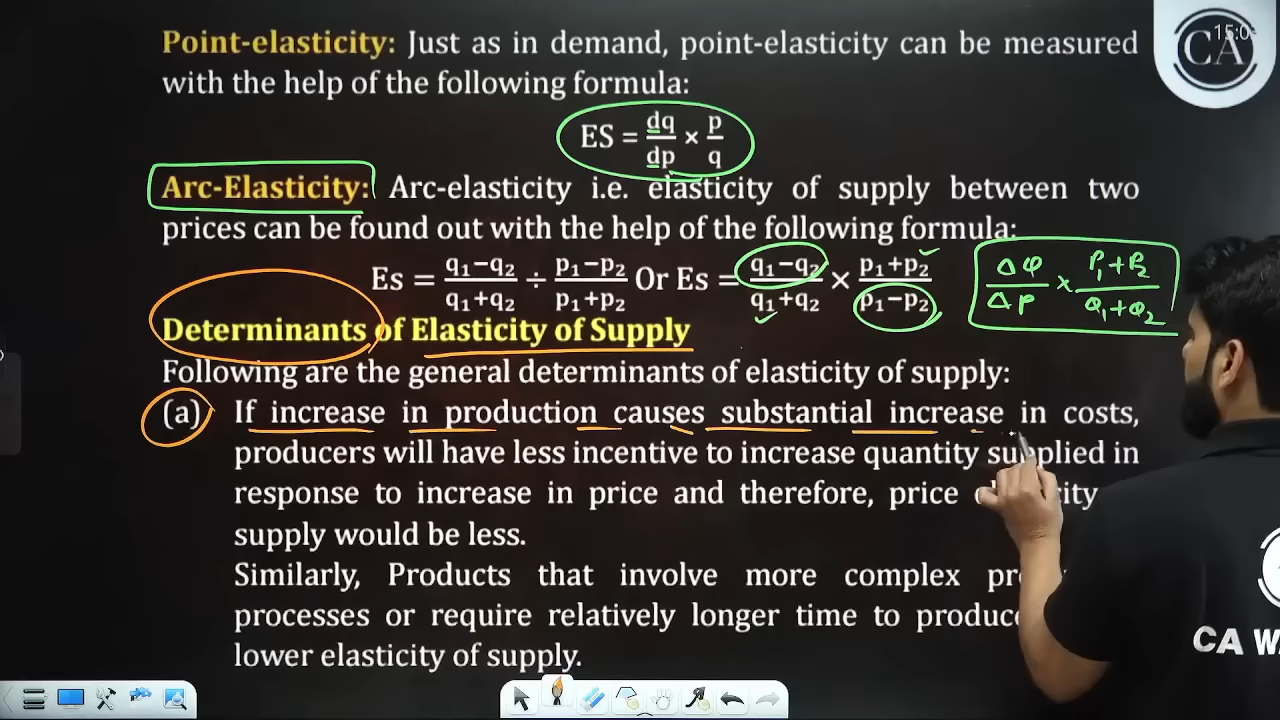 Point-elasticity: Just as in demand, point-elasticity can be measured
with the help of the following formula:
ES = dq/dp × p/q
Arc-Elasticity: Arc-elasticity i.e. elasticity of supply between two
prices can be found out with the help of the following formula:
Es = q₁−q₂/q₁+q₂ ÷ p₁−p₂/p₁+p₂ Or Es = q₁−q₂/q₁+q₂ × p₁+p₂/p₁−p₂
ΔQ/ΔP × P₁+P₂/Q₁+Q₂
Determinants of Elasticity of Supply
Following are the general determinants of elasticity of supply:
(a) If increase in production causes substantial increase in costs,
producers will have less incentive to increase quantity supplied in
response to increase in price and therefore, price
supply would be less.
Similarly, Products that involve more complex
processes or require relatively longer time to
lower elasticity of supply.
CA
CA